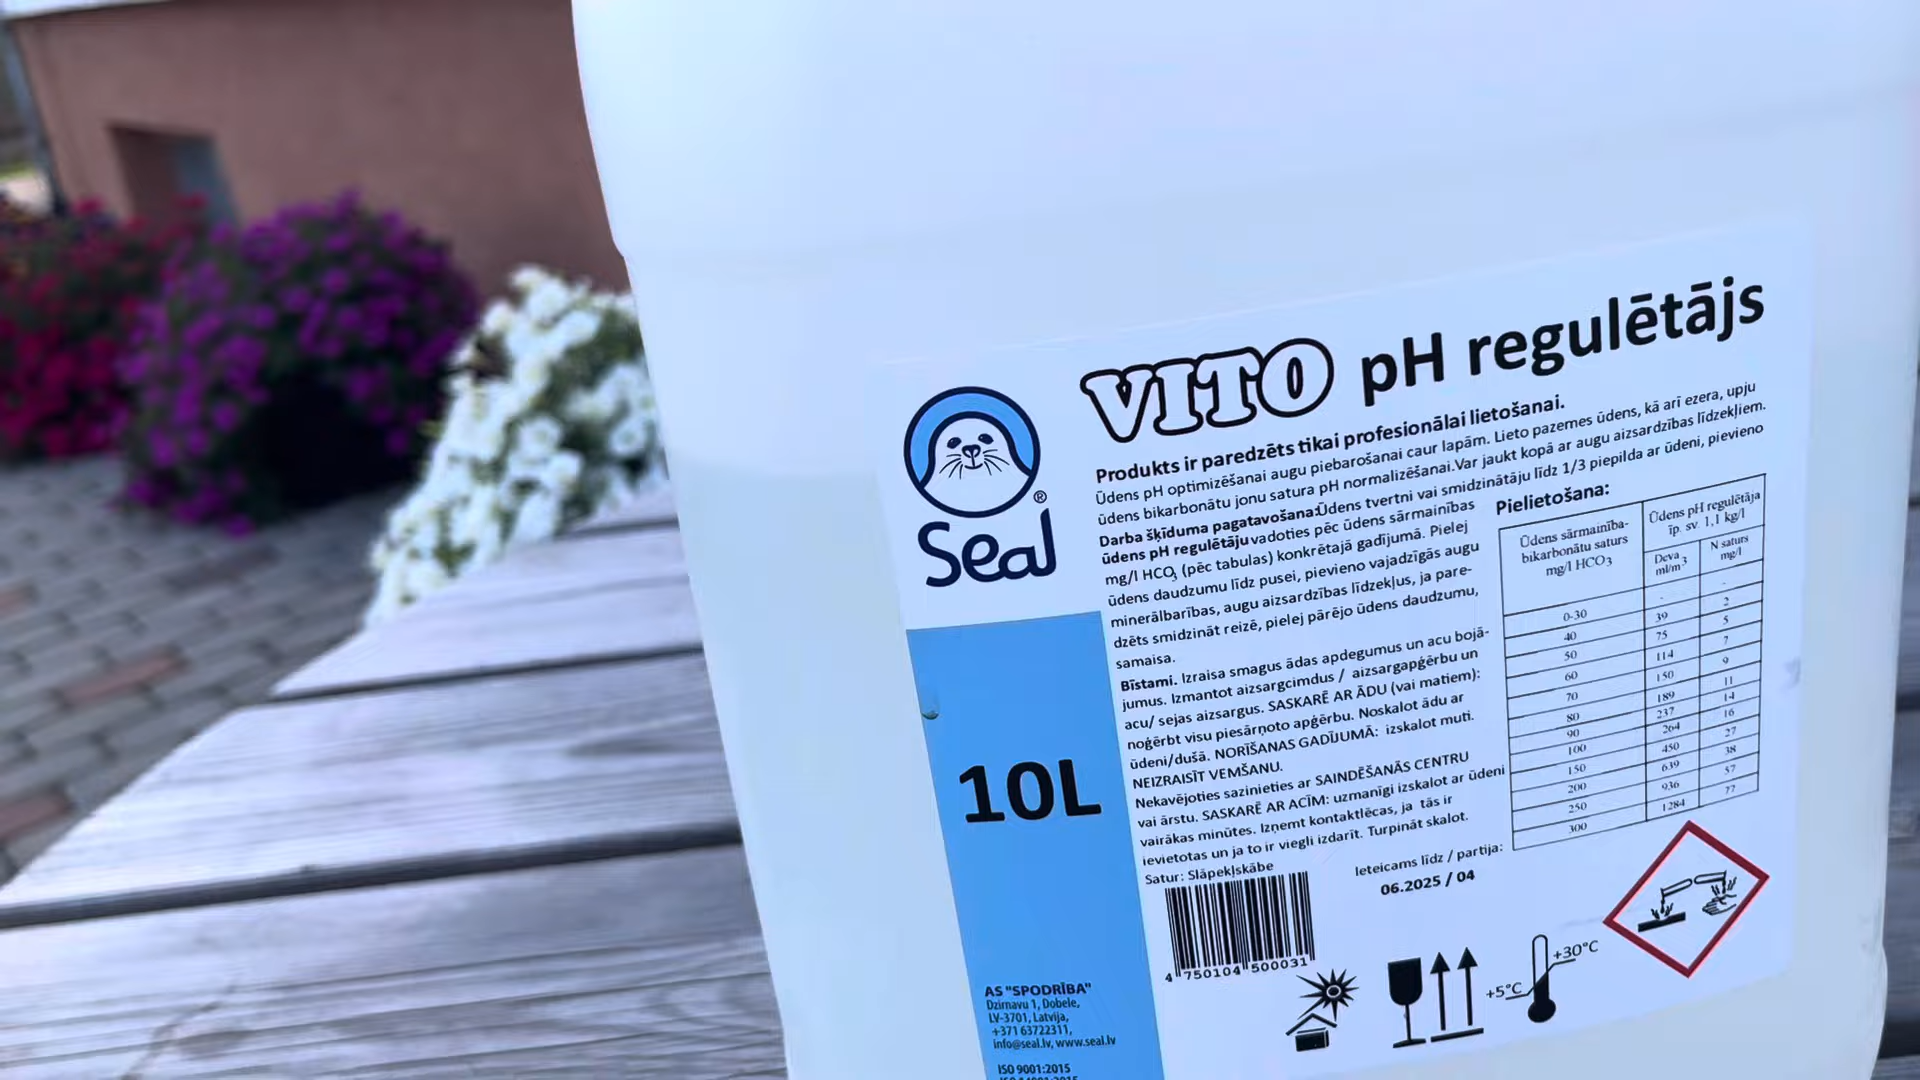 VITO pH regulētājs
Produkts ir paredzēts tikai profesionālai lietošanai.
Ūdens pH optimizēšanai augu piebarošanai caur lapām. Lieto pazemes ūdens, kā arī ezera, upju
ūdens bikarbonātu jonu satura pH normalizēšanai.Var jaukt kopā ar augu aizsardzības līdzekļiem.
Darba šķīduma pagatavošana:Ūdens tvertni vai smidzinātāju līdz 1/3 piepilda ar ūdeni, pievieno
ūdens pH regulētāju vadoties pēc ūdens sārmainības
mg/l HCO3 (pēc tabulas) konkrētajā gadījumā. Pielej
ūdens daudzumu līdz pusei, pievieno vajadzīgās augu
minerālbarības, augu aizsardzības līdzekļus, ja pare-
dzēts smidzināt reizē, pielej pārējo ūdens daudzumu,
samaisa.
Bīstami. Izraisa smagus ādas apdegumus un acu bojā-
jumus. Izmantot aizsargcimdus / aizsargapģērbu un
acu/ sejas aizsargus. SASKARĒ AR ĀDU (vai matiem):
noģērbt visu piesārņoto apģērbu. Noskalot ādu ar
ūdeni/dušā. NORĪŠANAS GADĪJUMĀ: izskalot muti.
NEIZRAISĪT VEMŠANU.
Nekavējoties sazinieties ar SAINDĒŠANĀS CENTRU
vai ārstu. SASKARĒ AR ACĪM: uzmanīgi izskalot ar ūdeni
vairākas minūtes. Izņemt kontaktlēcas, ja tās ir
ievietotas un ja to ir viegli izdarīt. Turpināt skalot.
Satur: Slāpekļskābe
Pielietošana:
Ūdens sārmainība-
bikarbonātu saturs
mg/l HCO3
Ūdens pH regulētāja
īp. sv. 1,1 kg/l
Deva
ml/m3
N saturs
mg/l
0-30 - -
40 39 2
50 75 5
60 114 7
70 150 9
80 189 11
90 237 14
100 264 16
150 450 27
200 639 38
250 936 57
300 1284 77
Ieteicams līdz / partija:
06.2025 / 04
4 750104 500031
+5°C
+30°C
Seal
®
10L
AS "SPODRĪBA"
Dzirnavu 1, Dobele,
LV-3701, Latvija,
+371 63722311,
info@seal.lv, www.seal.lv
ISO 9001:2015